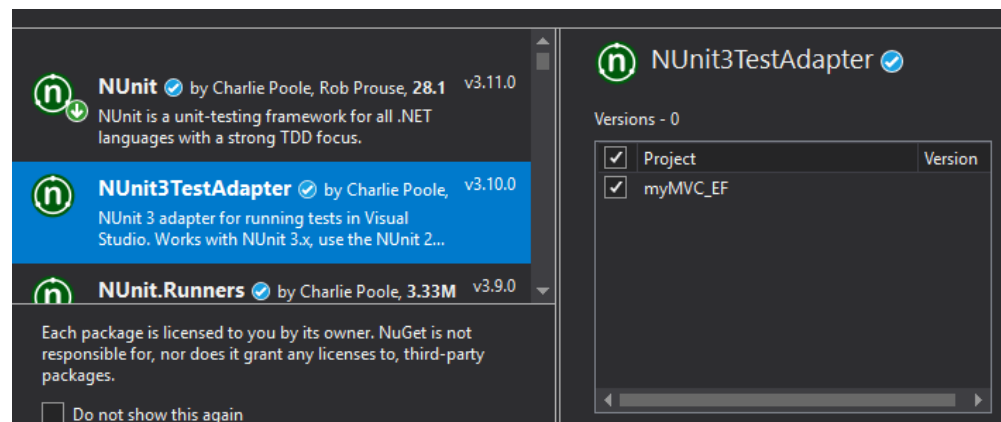 NUnit by Charlie Poole, Rob Prouse, 28.1 v3.11.0
NUnit is a unit-testing framework for all .NET
languages with a strong TDD focus.
NUnit3TestAdapter by Charlie Poole, v3.10.0
NUnit 3 adapter for running tests in Visual
Studio. Works with NUnit 3.x, use the NUnit 2...
NUnit.Runners by Charlie Poole, 3.33M v3.9.0
Each package is licensed to you by its owner. NuGet is not
responsible for, nor does it grant any licenses to, third-party
packages.
Do not show this again
NUnit3TestAdapter
Versions - 0
Project Version
myMVC_EF